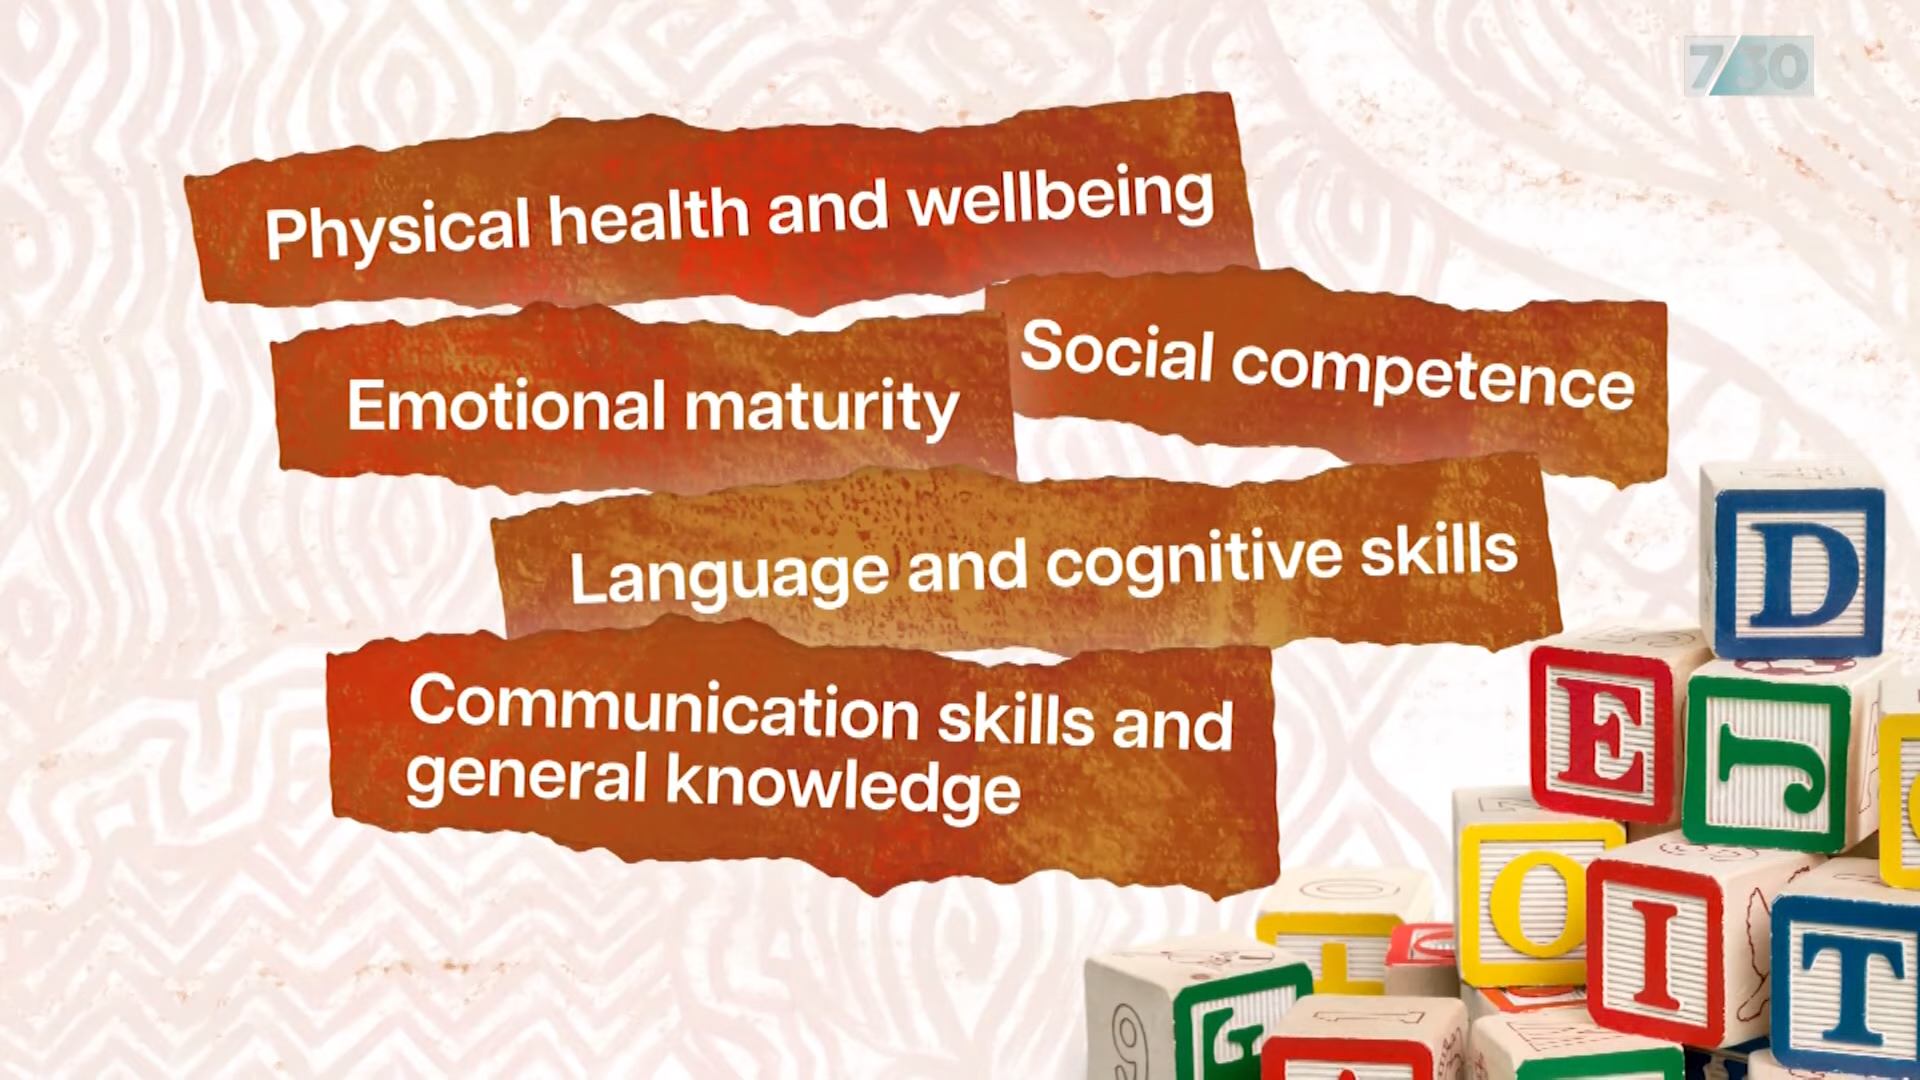 7/30
Physical health and wellbeing
Social competence
Emotional maturity
Language and cognitive skills
Communication skills and
general knowledge
D
E
J
O
I
T